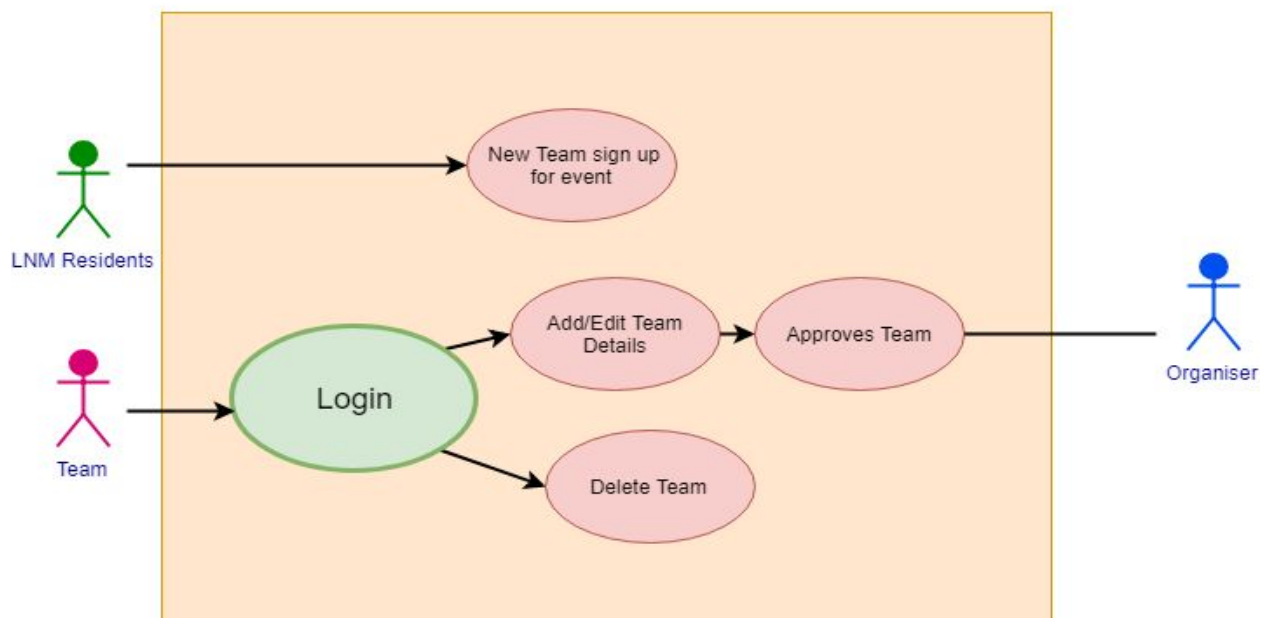 New Team sign up
for event
LNM Residents
Add/Edit Team
Details
Approves Team
Organiser
Login
Team
Delete Team